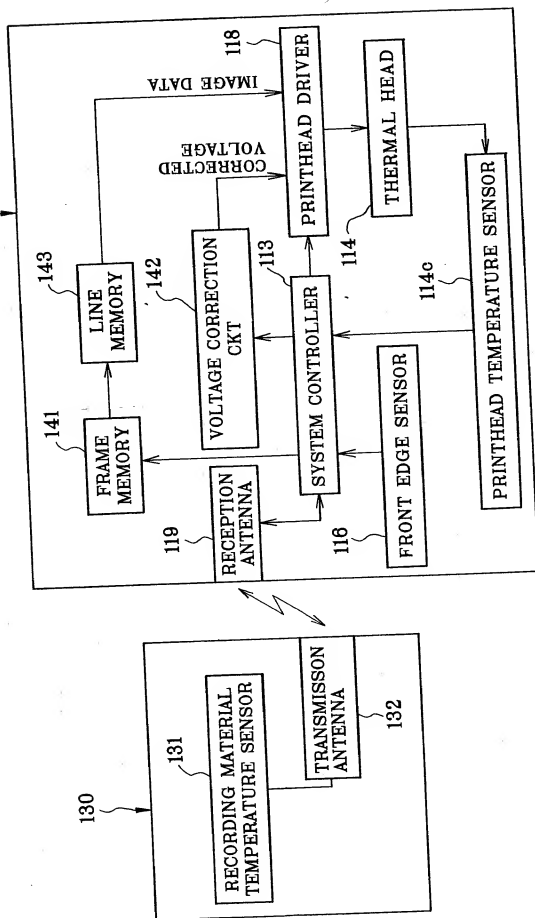 130
131
RECORDING MATERIAL
TEMPERATURE SENSOR
TRANSMISSON
ANTENNA
132
141
FRAME
MEMORY
143
LINE
MEMORY
IMAGE DATA
119
RECEPTION
ANTENNA
142
VOLTAGE CORRECTION
CKT
CORRECTED
VOLTAGE
118
PRINTHEAD DRIVER
113
SYSTEM CONTROLLER
114
THERMAL HEAD
116
FRONT EDGE SENSOR
114c
PRINTHEAD TEMPERATURE SENSOR